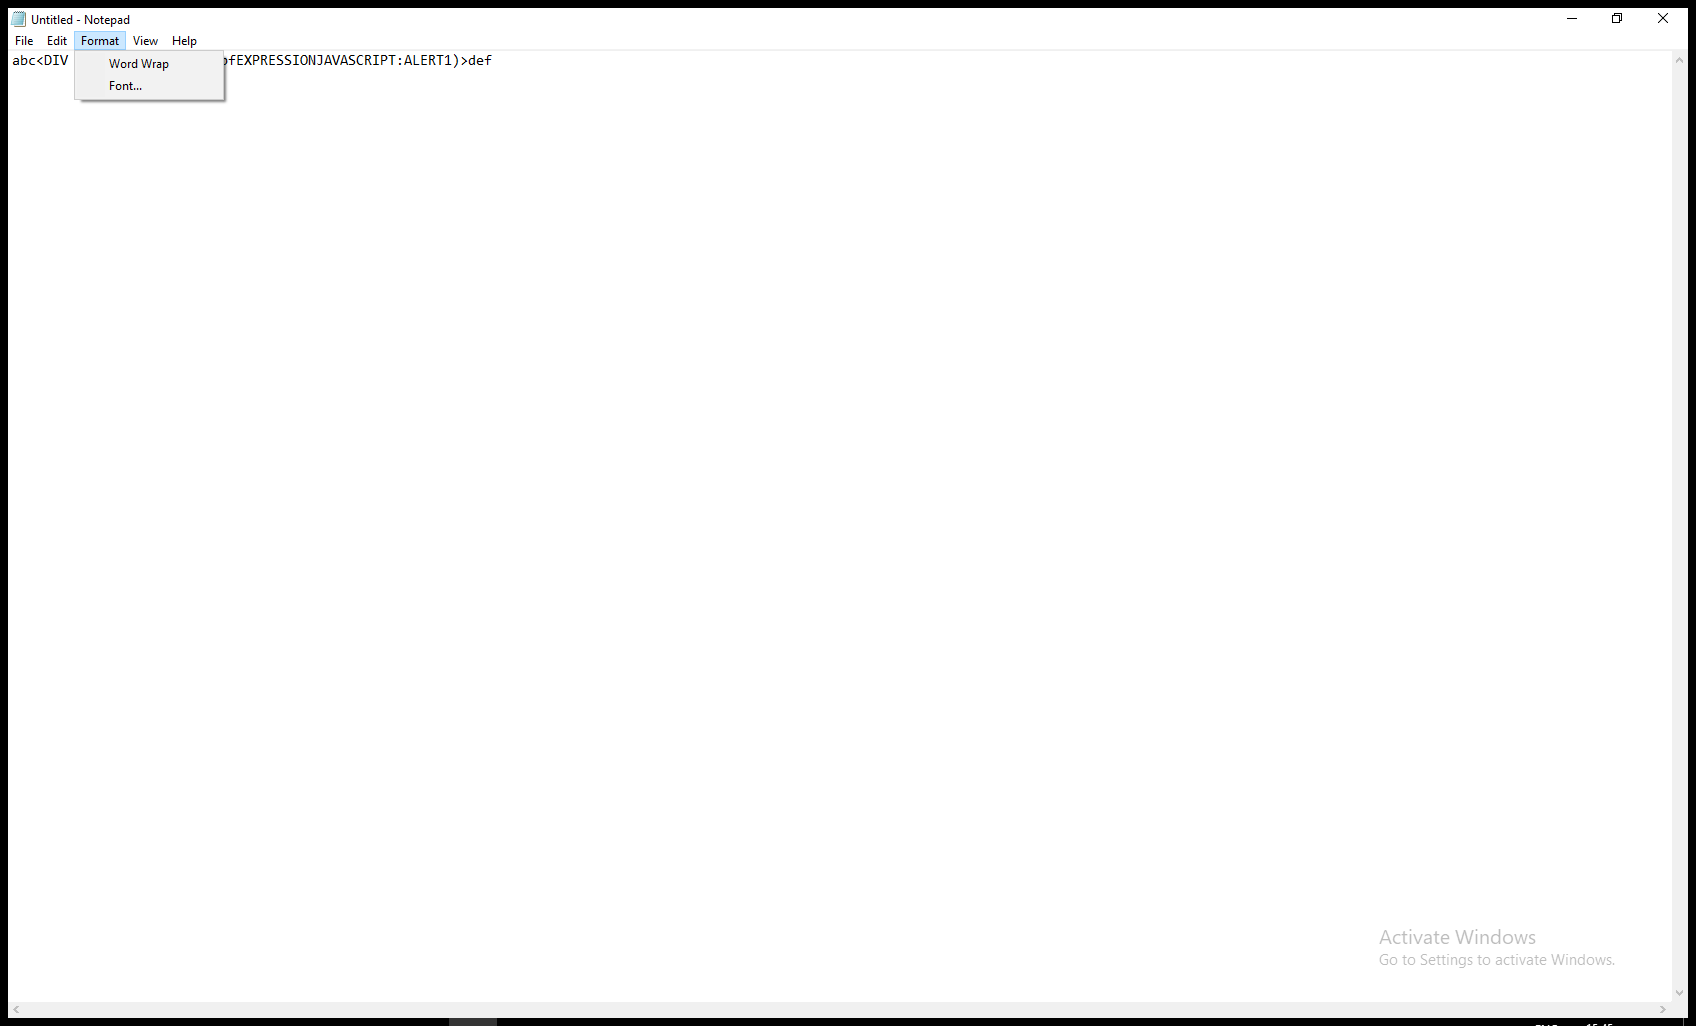 Untitled - Notepad
File Edit Format View Help
abc<DIV fEXPRESSIONJAVASCRIPT:ALERT1)>def
Word Wrap
Font...
Activate Windows
Go to Settings to activate Windows.